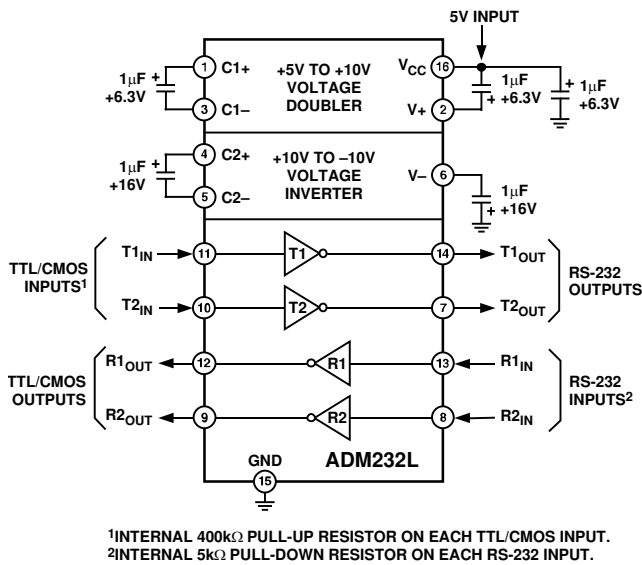 5V INPUT
1μF
+6.3V
+
1
C1+
3
C1–
+5V TO +10V
VOLTAGE
DOUBLER
VCC
16
V+
2
+
1μF
+6.3V
+
1μF
+6.3V
1μF
+16V
+
4
C2+
5
C2–
+10V TO –10V
VOLTAGE
INVERTER
V–
6
1μF
+16V
+
TTL/CMOS
INPUTS1
T1IN
11
T1
14
T1OUT
T2IN
10
T2
7
T2OUT
RS-232
OUTPUTS
TTL/CMOS
OUTPUTS
R1OUT
12
R1
13
R1IN
R2OUT
9
R2
8
R2IN
RS-232
INPUTS2
GND
15
ADM232L
1INTERNAL 400kΩ PULL-UP RESISTOR ON EACH TTL/CMOS INPUT.
2INTERNAL 5kΩ PULL-DOWN RESISTOR ON EACH RS-232 INPUT.